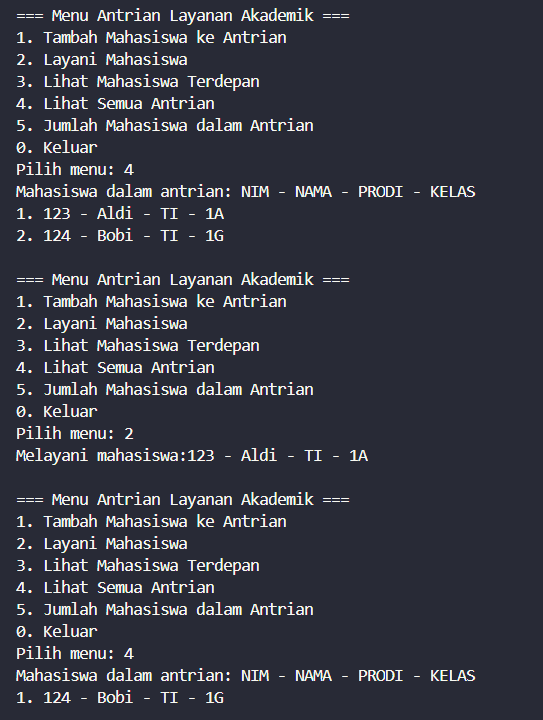 === Menu Antrian Layanan Akademik ===
1. Tambah Mahasiswa ke Antrian
2. Layani Mahasiswa
3. Lihat Mahasiswa Terdepan
4. Lihat Semua Antrian
5. Jumlah Mahasiswa dalam Antrian
0. Keluar
Pilih menu: 4
Mahasiswa dalam antrian: NIM - NAMA - PRODI - KELAS
1. 123 - Aldi - TI - 1A
2. 124 - Bobi - TI - 1G

=== Menu Antrian Layanan Akademik ===
1. Tambah Mahasiswa ke Antrian
2. Layani Mahasiswa
3. Lihat Mahasiswa Terdepan
4. Lihat Semua Antrian
5. Jumlah Mahasiswa dalam Antrian
0. Keluar
Pilih menu: 2
Melayani mahasiswa:123 - Aldi - TI - 1A

=== Menu Antrian Layanan Akademik ===
1. Tambah Mahasiswa ke Antrian
2. Layani Mahasiswa
3. Lihat Mahasiswa Terdepan
4. Lihat Semua Antrian
5. Jumlah Mahasiswa dalam Antrian
0. Keluar
Pilih menu: 4
Mahasiswa dalam antrian: NIM - NAMA - PRODI - KELAS
1. 124 - Bobi - TI - 1G